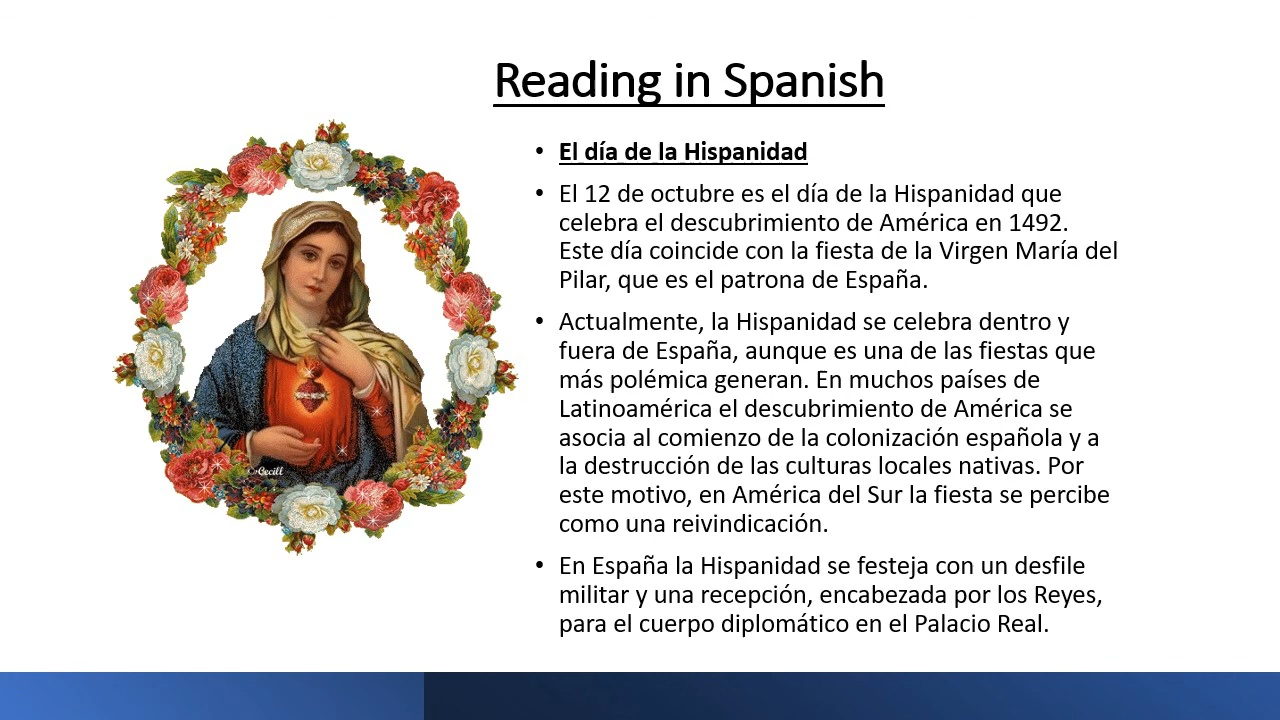 Reading in Spanish
• El día de la Hispanidad
• El 12 de octubre es el día de la Hispanidad que
celebra el descubrimiento de América en 1492.
Este día coincide con la fiesta de la Virgen María del
Pilar, que es el patrona de España.
• Actualmente, la Hispanidad se celebra dentro y
fuera de España, aunque es una de las fiestas que
más polémica generan. En muchos países de
Latinoamérica el descubrimiento de América se
asocia al comienzo de la colonización española y a
la destrucción de las culturas locales nativas. Por
este motivo, en América del Sur la fiesta se percibe
como una reivindicación.
• En España la Hispanidad se festeja con un desfile
militar y una recepción, encabezada por los Reyes,
para el cuerpo diplomático en el Palacio Real.
Cecill